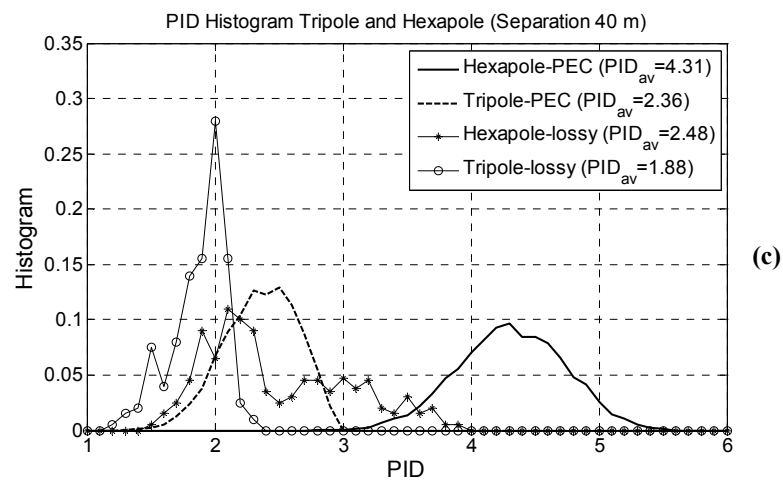 PID Histogram Tripole and Hexapole (Separation 40 m)
0.35
0.3
0.25
0.2
0.15
0.1
0.05
0
Histogram
Hexapole-PEC (PID_av=4.31)
Tripole-PEC (PID_av=2.36)
Hexapole-lossy (PID_av=2.48)
Tripole-lossy (PID_av=1.88)
(c)
1 2 3 4 5 6
PID